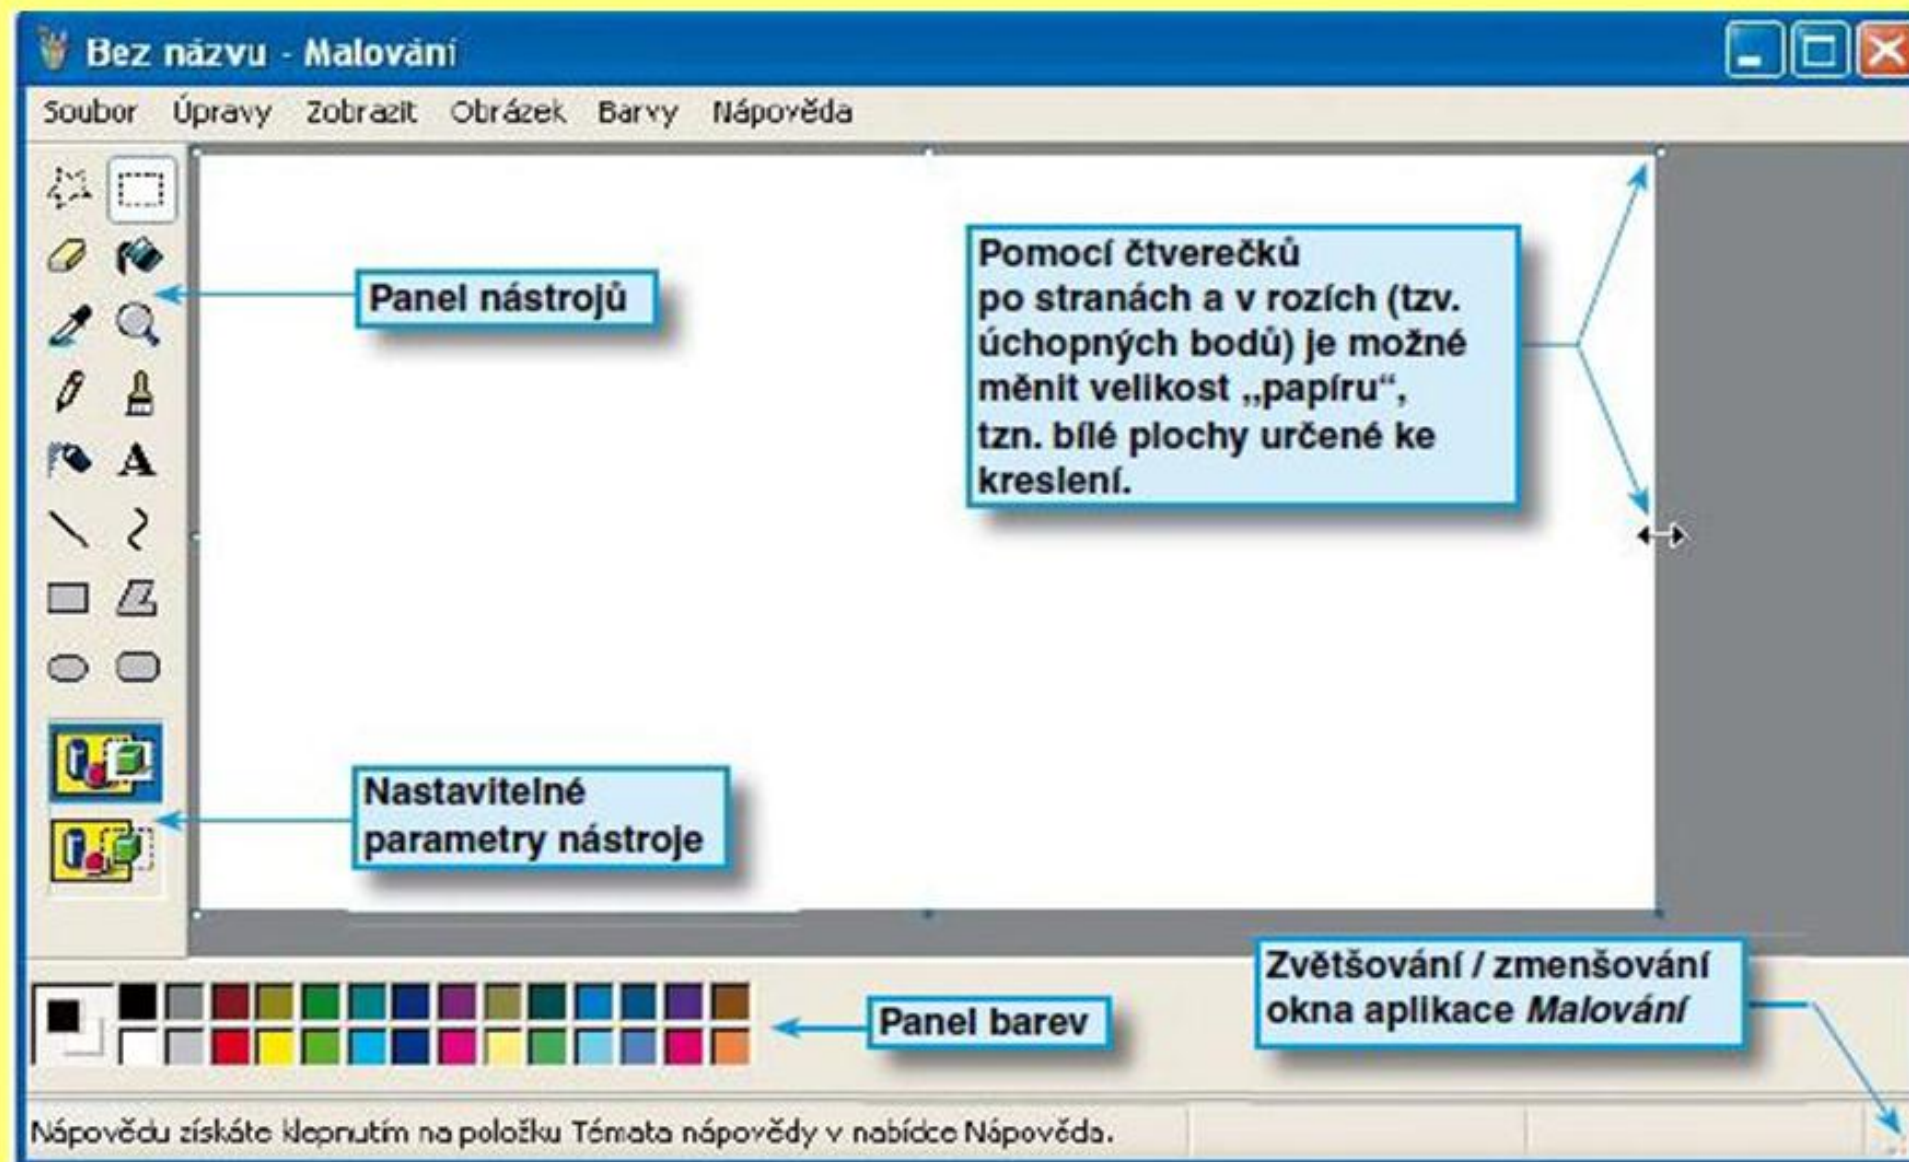 Bez názvu - Malování
Soubor Úpravy Zobrazit Obrázek Barvy Nápověda
Panel nástrojů
Pomocí čtverečků
po stranách a v rozích (tzv.
úchopných bodů) je možné
měnit velikost „papíru“,
tzn. bílé plochy určené ke
kreslení.
A
Nastavitelné
parametry nástroje
Zvětšování / zmenšování
okna aplikace Malování
Panel barev
Nápovědu získáte klepnutím na položku Témata nápovědy v nabídce Nápověda.